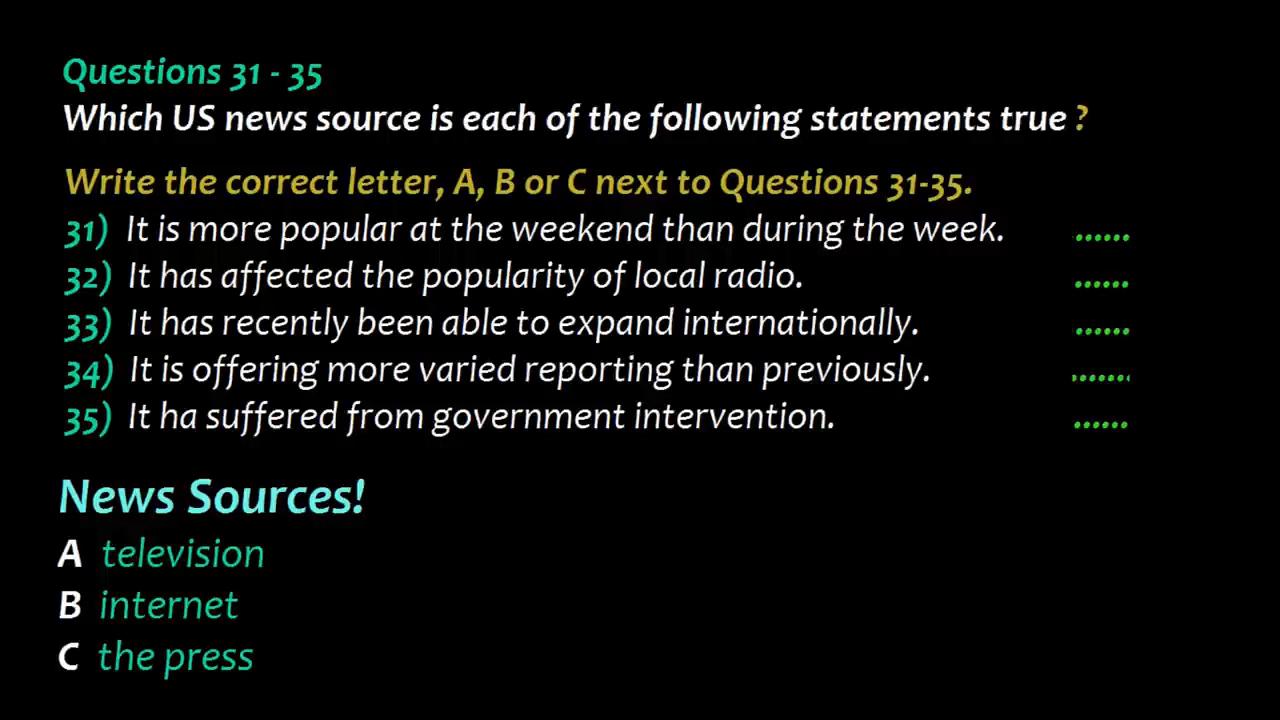 Questions 31 - 35
Which US news source is each of the following statements true ?
Write the correct letter, A, B or C next to Questions 31-35.
31) It is more popular at the weekend than during the week. ......
32) It has affected the popularity of local radio. ......
33) It has recently been able to expand internationally. ......
34) It is offering more varied reporting than previously. ......
35) It ha suffered from government intervention. ......
News Sources!
A television
B internet
C the press